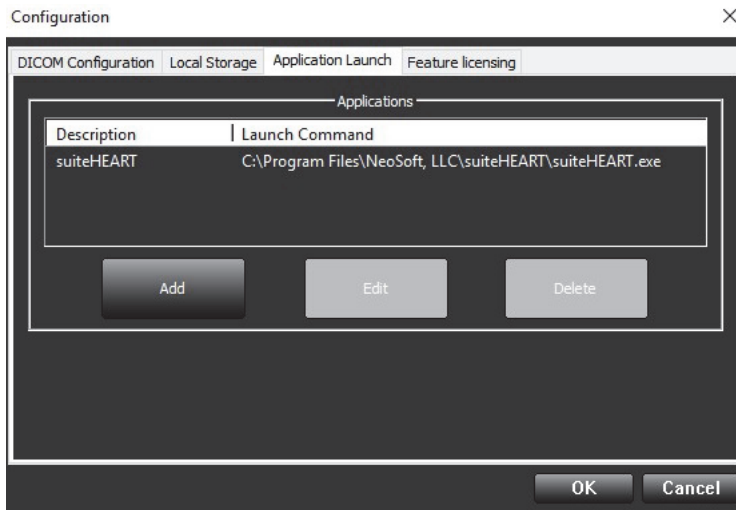 Configuration
DICOM Configuration Local Storage Application Launch Feature licensing
Applications
Description Launch Command
suiteHEART C:\Program Files\NeoSoft, LLC\suiteHEART\suiteHEART.exe
Add Edit Delete
OK Cancel